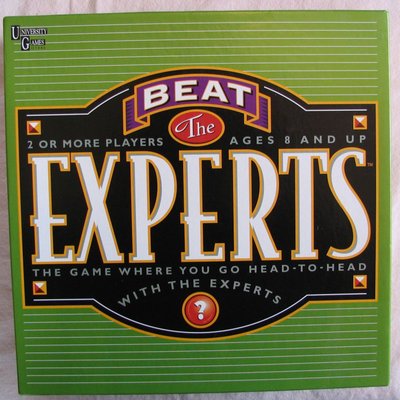 UNIVERSITY
GAMES
BEAT
The
2 OR MORE PLAYERS
AGES 8 AND UP
EXPERTS™
THE GAME WHERE YOU GO HEAD-TO-HEAD
WITH THE EXPERTS
?